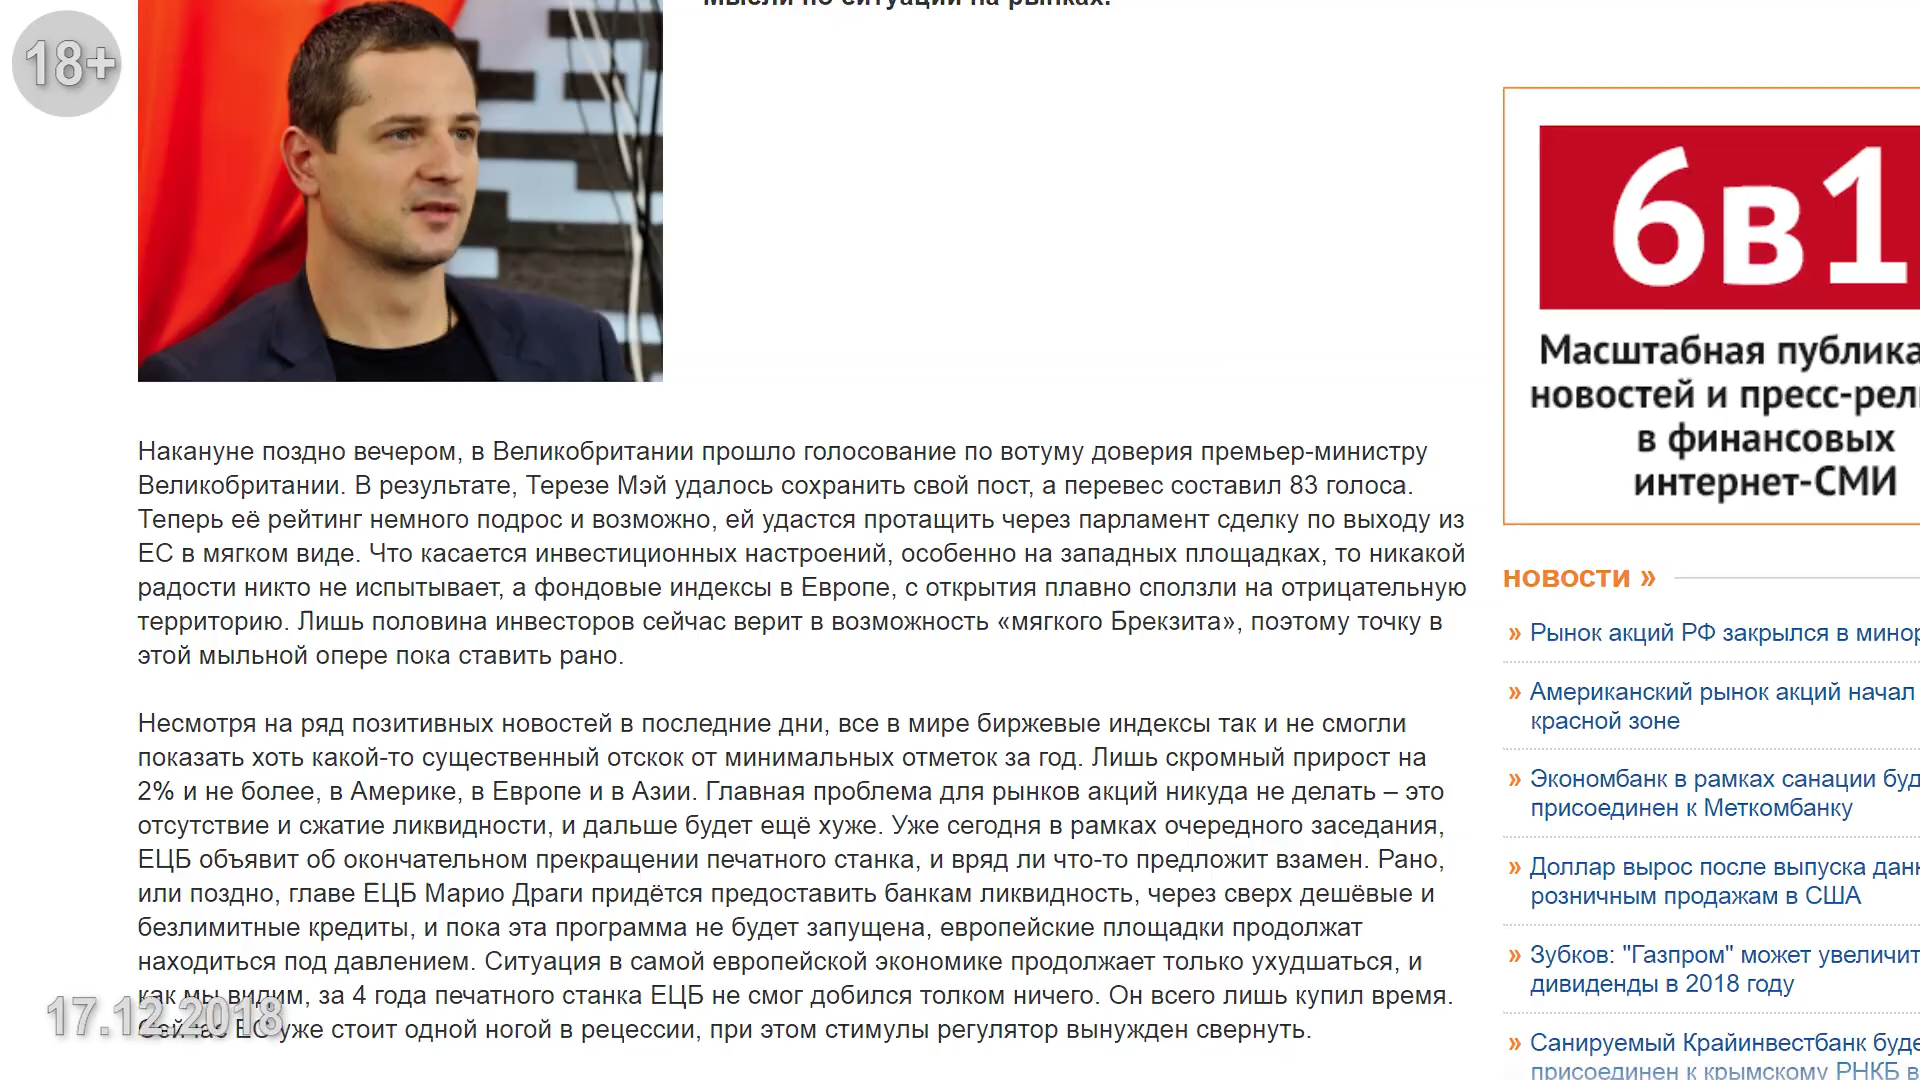 Мысли по ситуации на рынках.
18+
Накануне поздно вечером, в Великобритании прошло голосование по вотуму доверия премьер-министру
Великобритании. В результате, Терезе Мэй удалось сохранить свой пост, а перевес составил 83 голоса.
Теперь её рейтинг немного подрос и возможно, ей удастся протащить через парламент сделку по выходу из
ЕС в мягком виде. Что касается инвестиционных настроений, особенно на западных площадках, то никакой
радости никто не испытывает, а фондовые индексы в Европе, с открытия плавно сползли на отрицательную
территорию. Лишь половина инвесторов сейчас верит в возможность «мягкого Брекзита», поэтому точку в
этой мыльной опере пока ставить рано.
Несмотря на ряд позитивных новостей в последние дни, все в мире биржевые индексы так и не смогли
показать хоть какой-то существенный отскок от минимальных отметок за год. Лишь скромный прирост на
2% и не более, в Америке, в Европе и в Азии. Главная проблема для рынков акций никуда не делать – это
отсутствие и сжатие ликвидности, и дальше будет ещё хуже. Уже сегодня в рамках очередного заседания,
ЕЦБ объявит об окончательном прекращении печатного станка, и вряд ли что-то предложит взамен. Рано,
или поздно, главе ЕЦБ Марио Драги придётся предоставить банкам ликвидность, через сверх дешёвые и
безлимитные кредиты, и пока эта программа не будет запущена, европейские площадки продолжат
находиться под давлением. Ситуация в самой европейской экономике продолжает только ухудшаться, и
как мы видим, за 4 года печатного станка ЕЦБ не смог добился толком ничего. Он всего лишь купил время.
Сейчас ЕС уже стоит одной ногой в рецессии, при этом стимулы регулятор вынужден свернуть.
17.12.2018
6в1
Масштабная публика
новостей и пресс-рел
в финансовых
интернет-СМИ
НОВОСТИ »
» Рынок акций РФ закрылся в минор
» Американский рынок акций начал
красной зоне
» Экономбанк в рамках санации буд
присоединен к Меткомбанку
» Доллар вырос после выпуска дан
розничным продажам в США
» Зубков: "Газпром" может увеличит
дивиденды в 2018 году
» Санируемый Крайинвестбанк буде
присоединен к крымскому РНКБ в